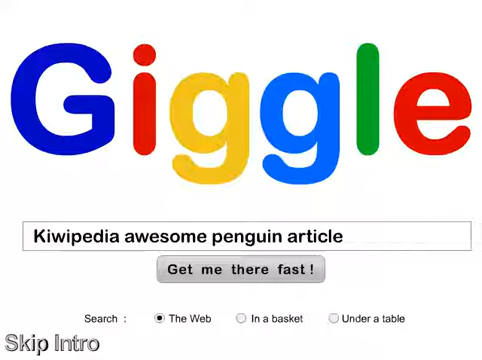 Giggle
Kiwipedia awesome penguin article
Get me there fast !
Search : The Web In a basket Under a table
Skip Intro